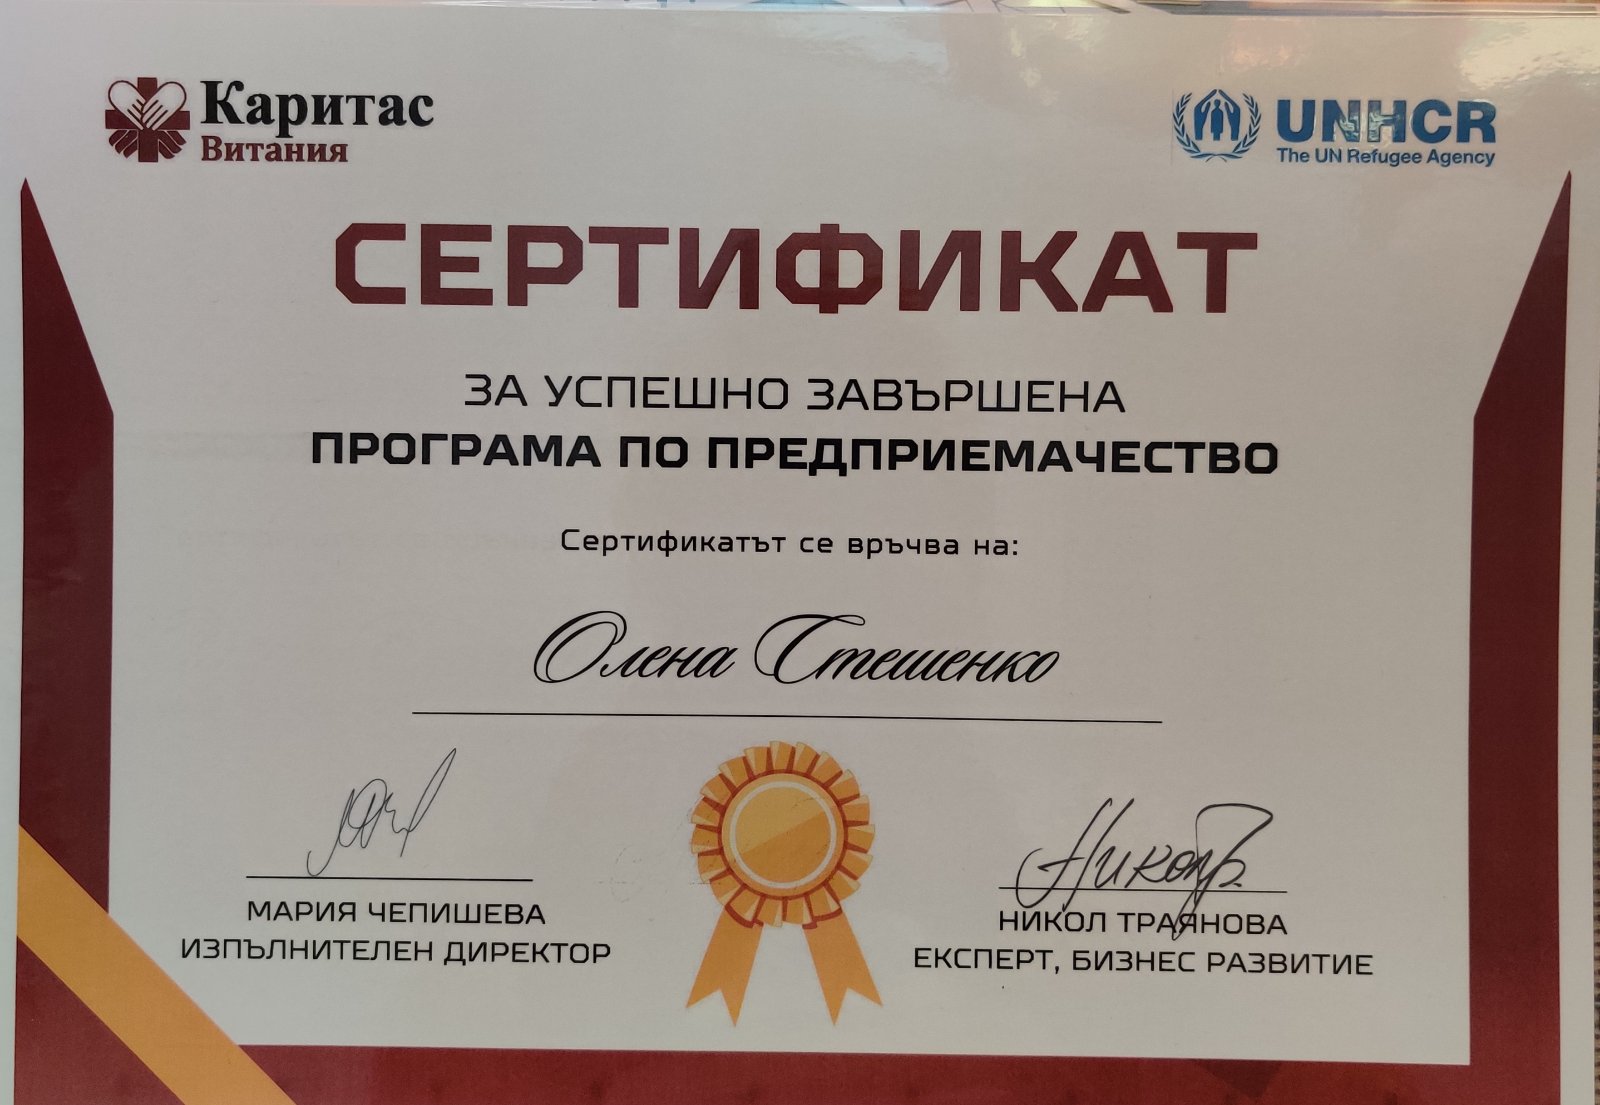 Каритас
Витания
UNHCR
The UN Refugee Agency
СЕРТИФИКАТ
ЗА УСПЕШНО ЗАВЪРШЕНА
ПРОГРАМА ПО ПРЕДПРИЕМАЧЕСТВО
Сертификатът се връчва на:
Олена Стешенко
МАРИЯ ЧЕПИШЕВА
ИЗПЪЛНИТЕЛЕН ДИРЕКТОР
НИКОЛ ТРАЯНОВА
ЕКСПЕРТ, БИЗНЕС РАЗВИТИЕ